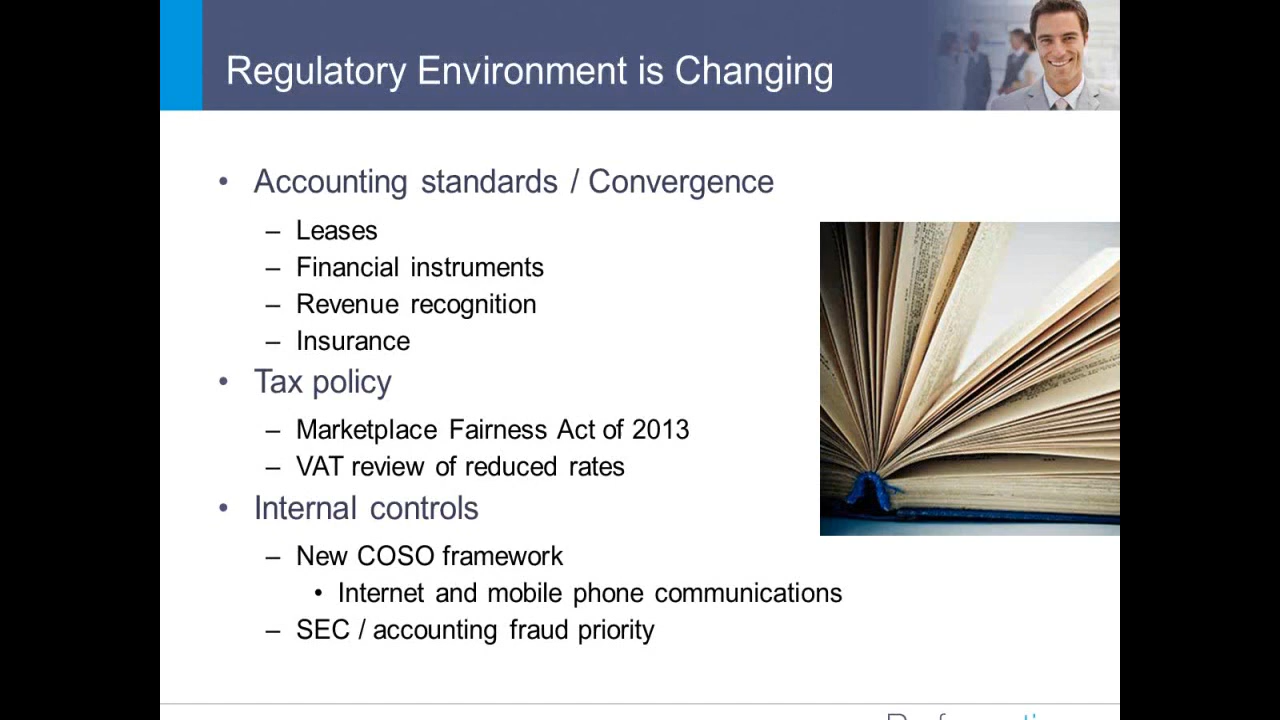 Regulatory Environment is Changing
• Accounting standards / Convergence
– Leases
– Financial instruments
– Revenue recognition
– Insurance
• Tax policy
– Marketplace Fairness Act of 2013
– VAT review of reduced rates
• Internal controls
– New COSO framework
• Internet and mobile phone communications
– SEC / accounting fraud priority